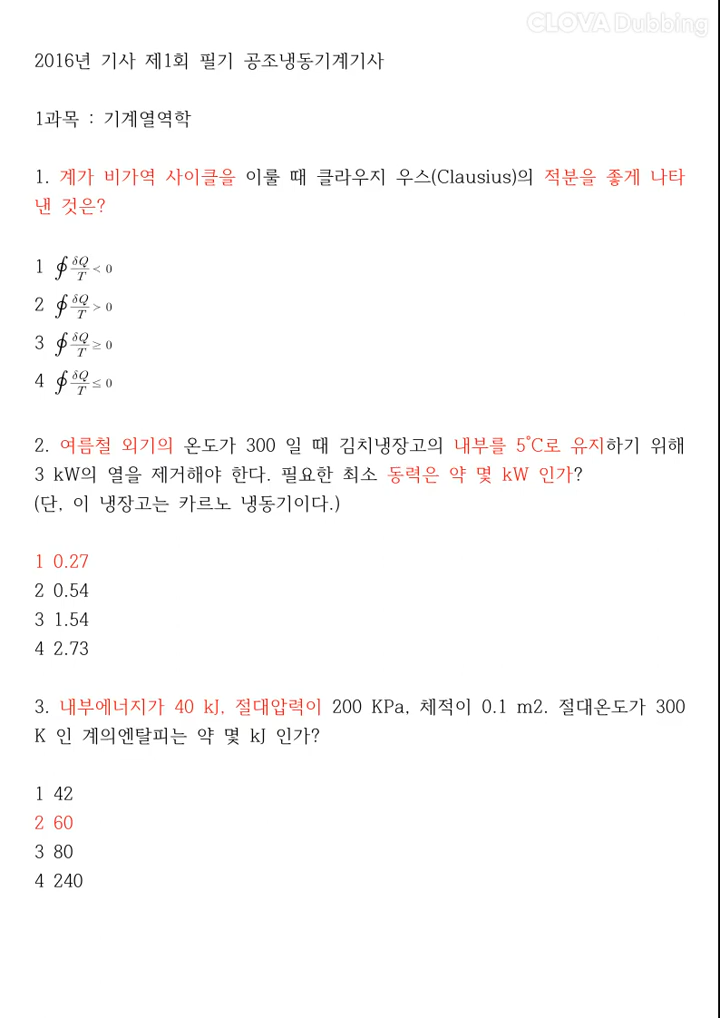 CLOVA Dubbing
2016년 기사 제1회 필기 공조냉동기계기사
1과목 : 기계열역학
1. 계가 비가역 사이클을 이룰 때 클라우지 우스(Clausius)의 적분을 좋게 나타
낸 것은?
1 ∮δQ/T < 0
2 ∮δQ/T > 0
3 ∮δQ/T ≥ 0
4 ∮δQ/T ≤ 0
2. 여름철 외기의 온도가 300 일 때 김치냉장고의 내부를 5℃로 유지하기 위해
3 kW의 열을 제거해야 한다. 필요한 최소 동력은 약 몇 kW 인가?
(단, 이 냉장고는 카르노 냉동기이다.)
1 0.27
2 0.54
3 1.54
4 2.73
3. 내부에너지가 40 kJ, 절대압력이 200 KPa, 체적이 0.1 m2. 절대온도가 300
K 인 계의엔탈피는 약 몇 kJ 인가?
1 42
2 60
3 80
4 240